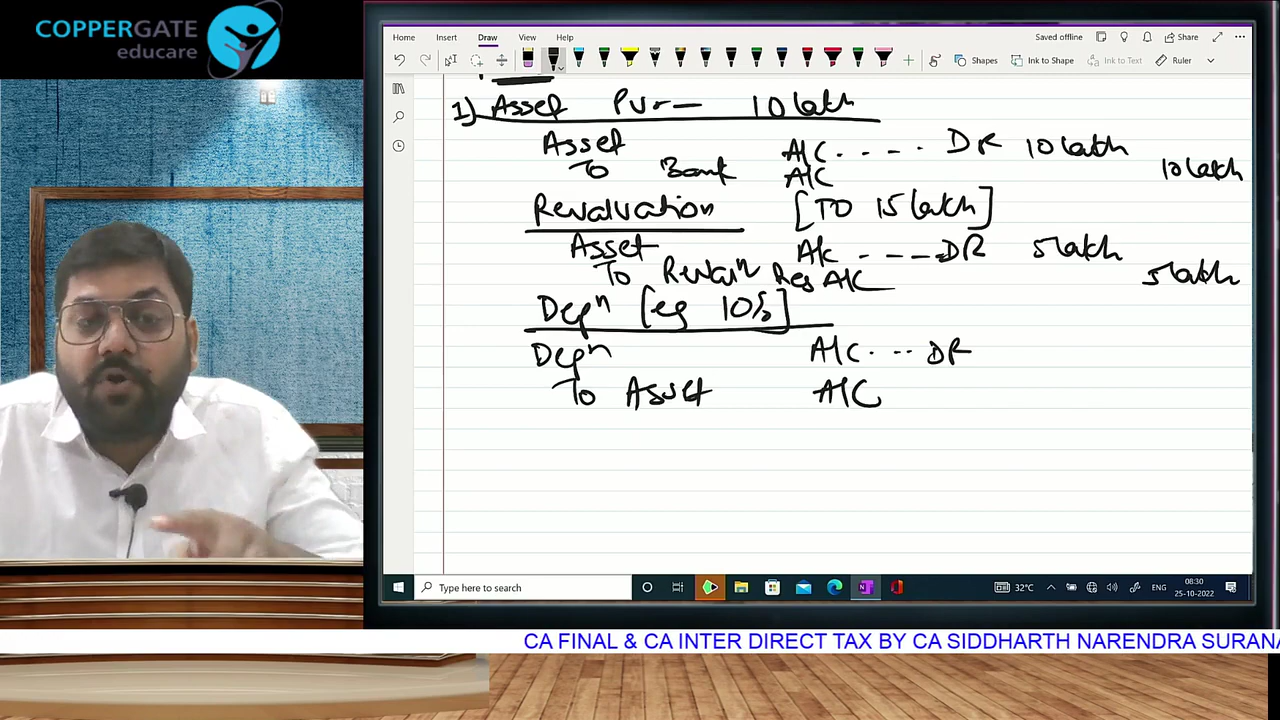 COPPERGATE
educare
Home Insert Draw View Help
Saved offline
Share
Shapes
Ink to Shape
Ink to Text
Ruler
1) Asset Pur— 10 lakh
Asset A/C . - - - . DR 10 lakh
To Bank A/C 10 lakh
Revaluation [TO 15 lakh]
Asset A/c - - - - DR 5 lakh
To Reval^n Res A/C 5 lakh
Dep^n [eg 10%]
Dep^n A/C . - - DR
To Asset A/C
Type here to search
32°C
ENG
08:30
25-10-2022
CA FINAL & CA INTER DIRECT TAX BY CA SIDDHARTH NARENDRA SURANA